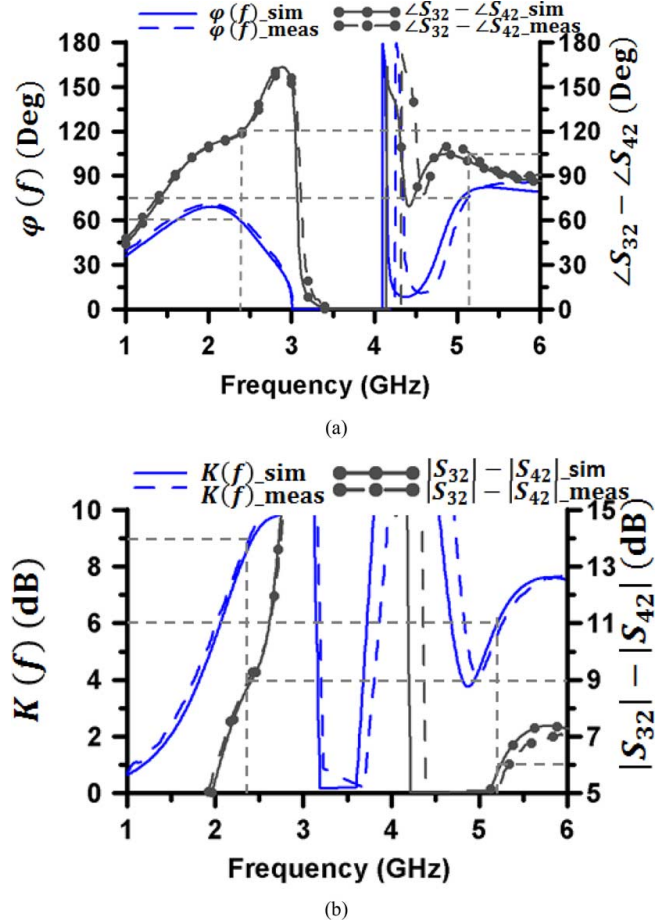 φ(f)_sim ∠S32 − ∠S42_sim
φ(f)_meas ∠S32 − ∠S42_meas
180 180
150 150
120 120
90 90
60 60
30 30
0 0
φ (f) (Deg)
∠S32 − ∠S42 (Deg)
1 2 3 4 5 6
Frequency (GHz)
(a)
K(f)_sim |S32| − |S42|_sim
K(f)_meas |S32| − |S42|_meas
10 15
8 13
6 11
4 9
2 7
0 5
K (f) (dB)
|S32| − |S42| (dB)
1 2 3 4 5 6
Frequency (GHz)
(b)